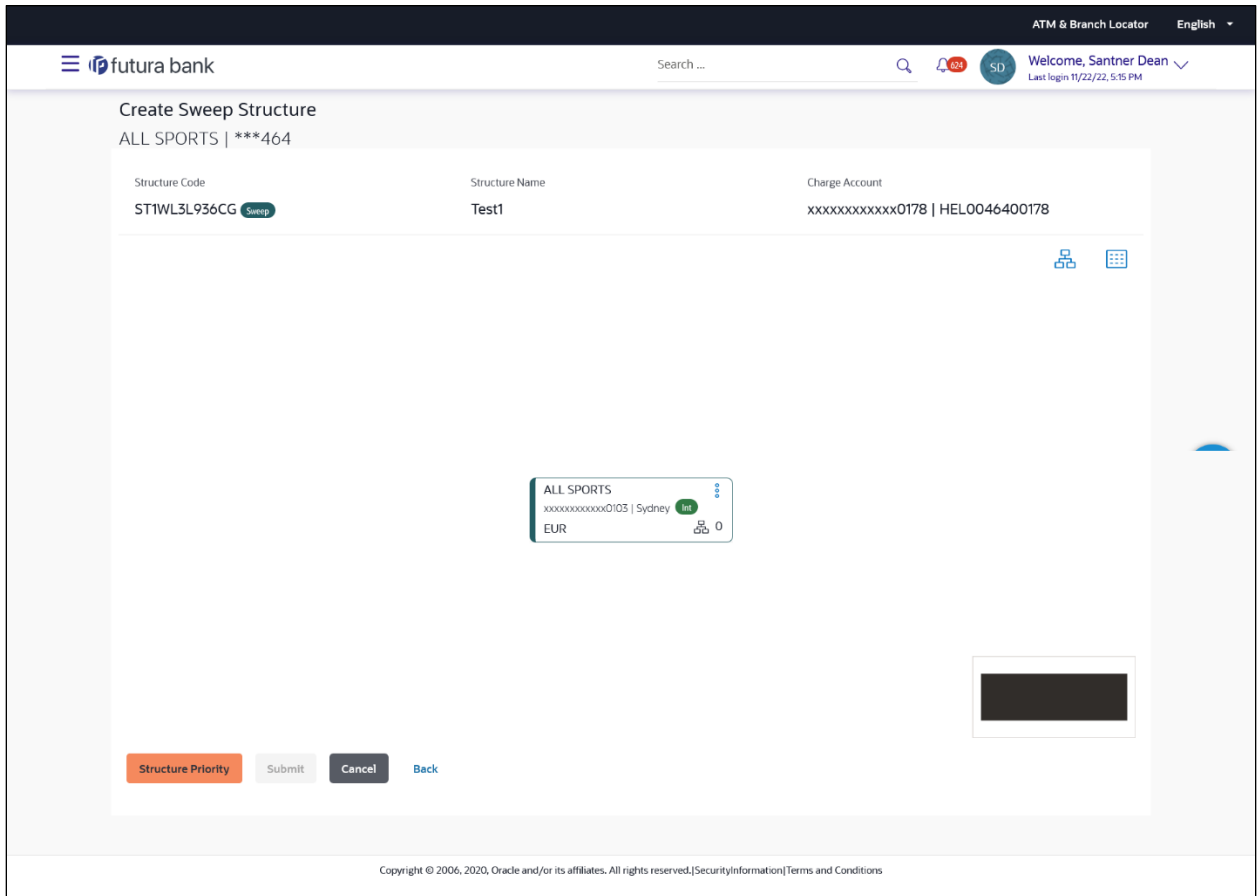 ATM & Branch Locator English
futura bank
Search ...
624
SD
Welcome, Santner Dean
Last login 11/22/22, 5:15 PM
Create Sweep Structure
ALL SPORTS | ***464
Structure Code Structure Name Charge Account
ST1WL3L936CG Sweep Test1 xxxxxxxxxxxx0178 | HEL0046400178
ALL SPORTS
xxxxxxxxxxxx0103 | Sydney Int
EUR 0
Structure Priority Submit Cancel Back
Copyright © 2006, 2020, Oracle and/or its affiliates. All rights reserved.|SecurityInformation|Terms and Conditions